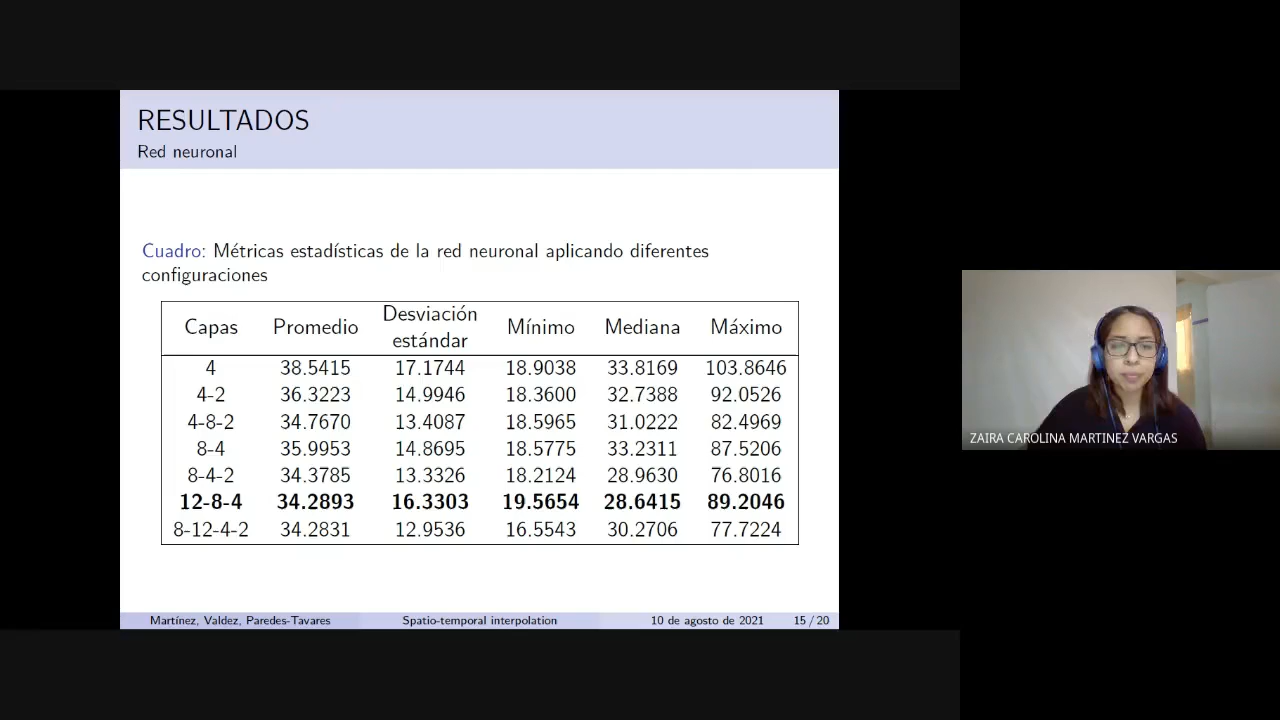 RESULTADOS
Red neuronal
Cuadro: Métricas estadísticas de la red neuronal aplicando diferentes
configuraciones
Capas Promedio Desviación estándar Mínimo Mediana Máximo
4 38.5415 17.1744 18.9038 33.8169 103.8646
4-2 36.3223 14.9946 18.3600 32.7388 92.0526
4-8-2 34.7670 13.4087 18.5965 31.0222 82.4969
8-4 35.9953 14.8695 18.5775 33.2311 87.5206
8-4-2 34.3785 13.3326 18.2124 28.9630 76.8016
12-8-4 34.2893 16.3303 19.5654 28.6415 89.2046
8-12-4-2 34.2831 12.9536 16.5543 30.2706 77.7224
Martínez, Valdez, Paredes-Tavares Spatio-temporal interpolation 10 de agosto de 2021 15 / 20
ZAIRA CAROLINA MARTINEZ VARGAS